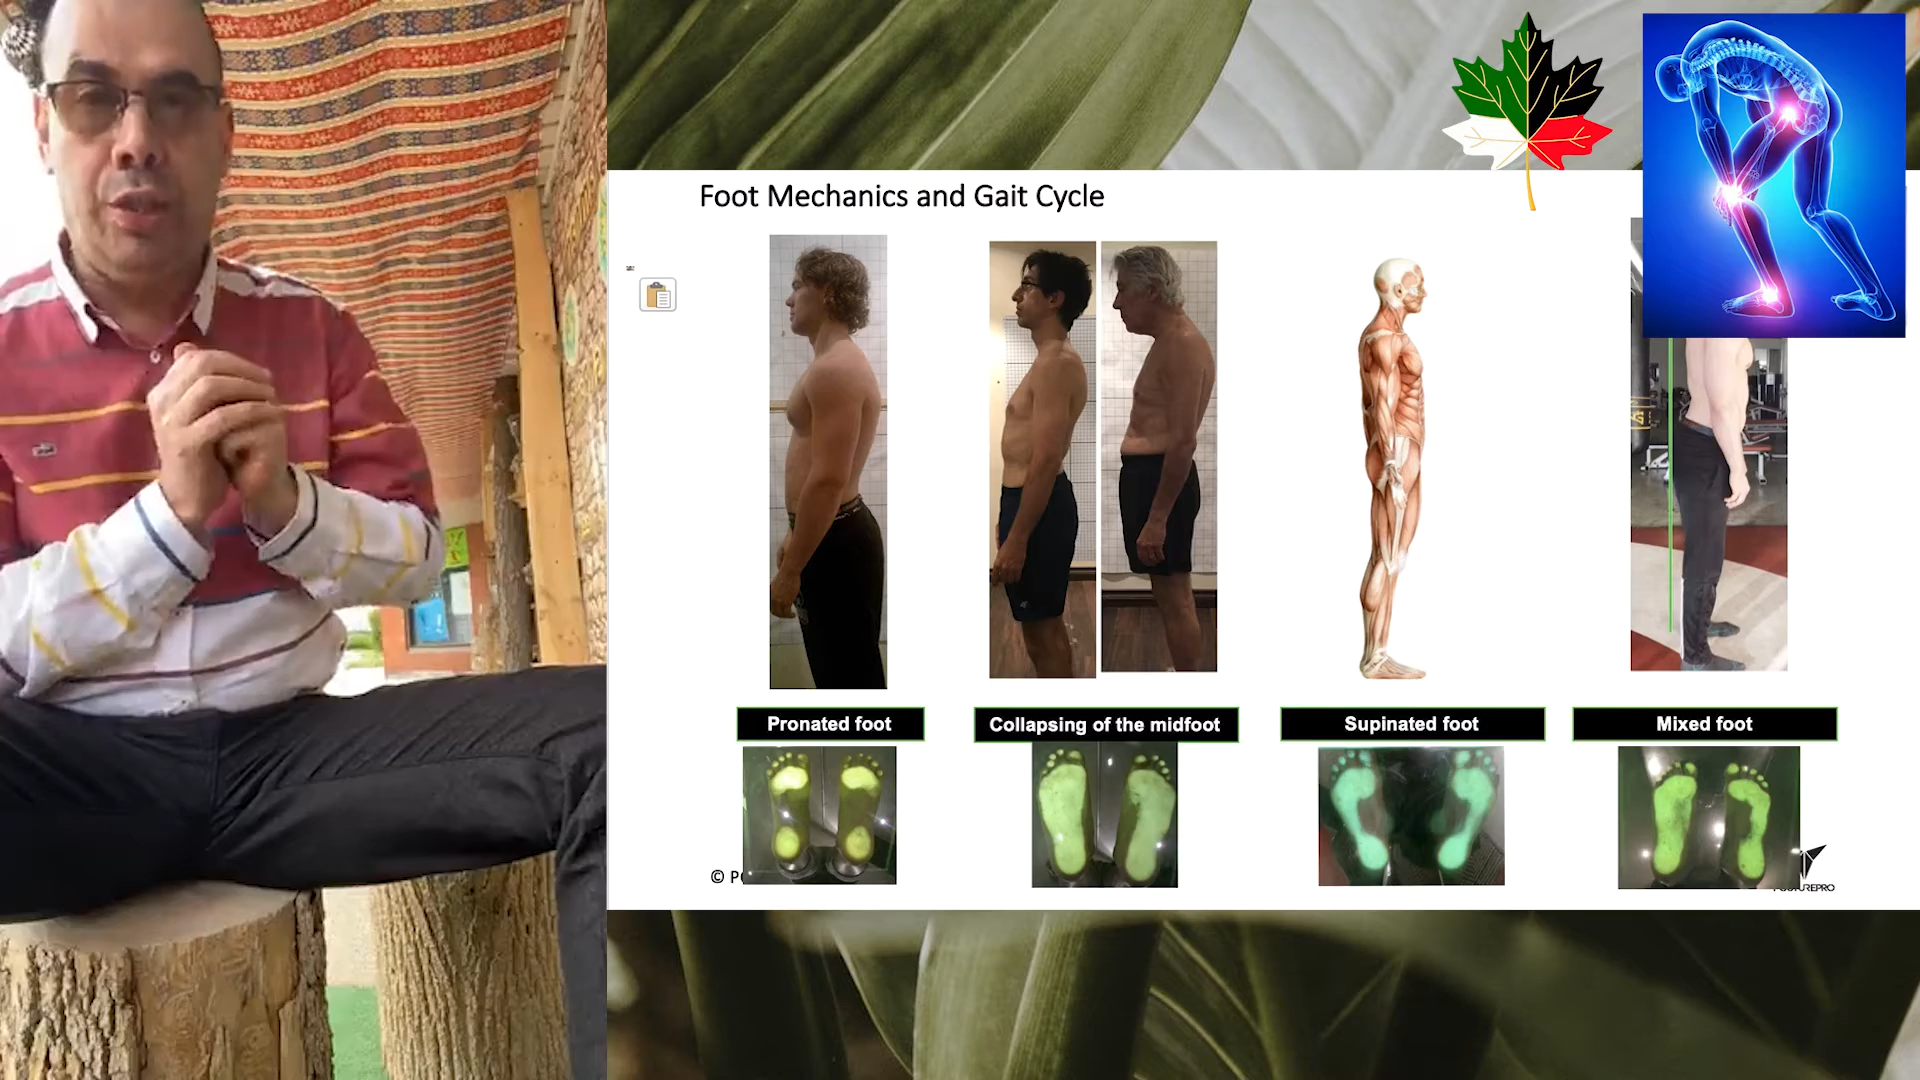 Foot Mechanics and Gait Cycle
Pronated foot
Collapsing of the midfoot
Supinated foot
Mixed foot
©